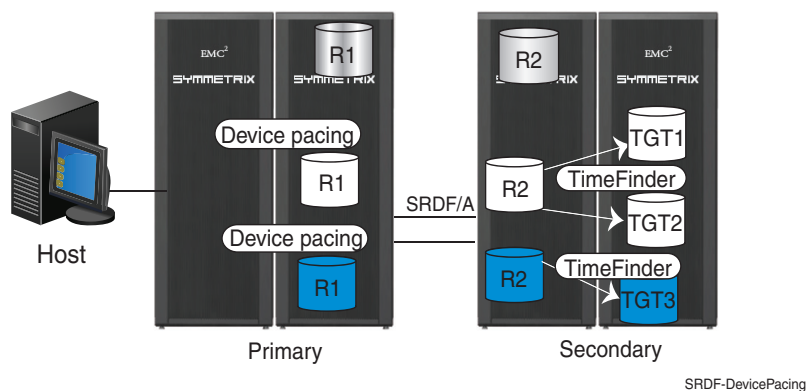 EMC²
SYMMETRIX
R1
SYMMETRIX
Device pacing
R1
Device pacing
R1
Host
Primary
SRDF/A
EMC²
R2
SYMMETRIX
SYMMETRIX
EMC²
R2
TGT1
TimeFinder
TGT2
R2
TimeFinder
TGT3
Secondary
SRDF-DevicePacing